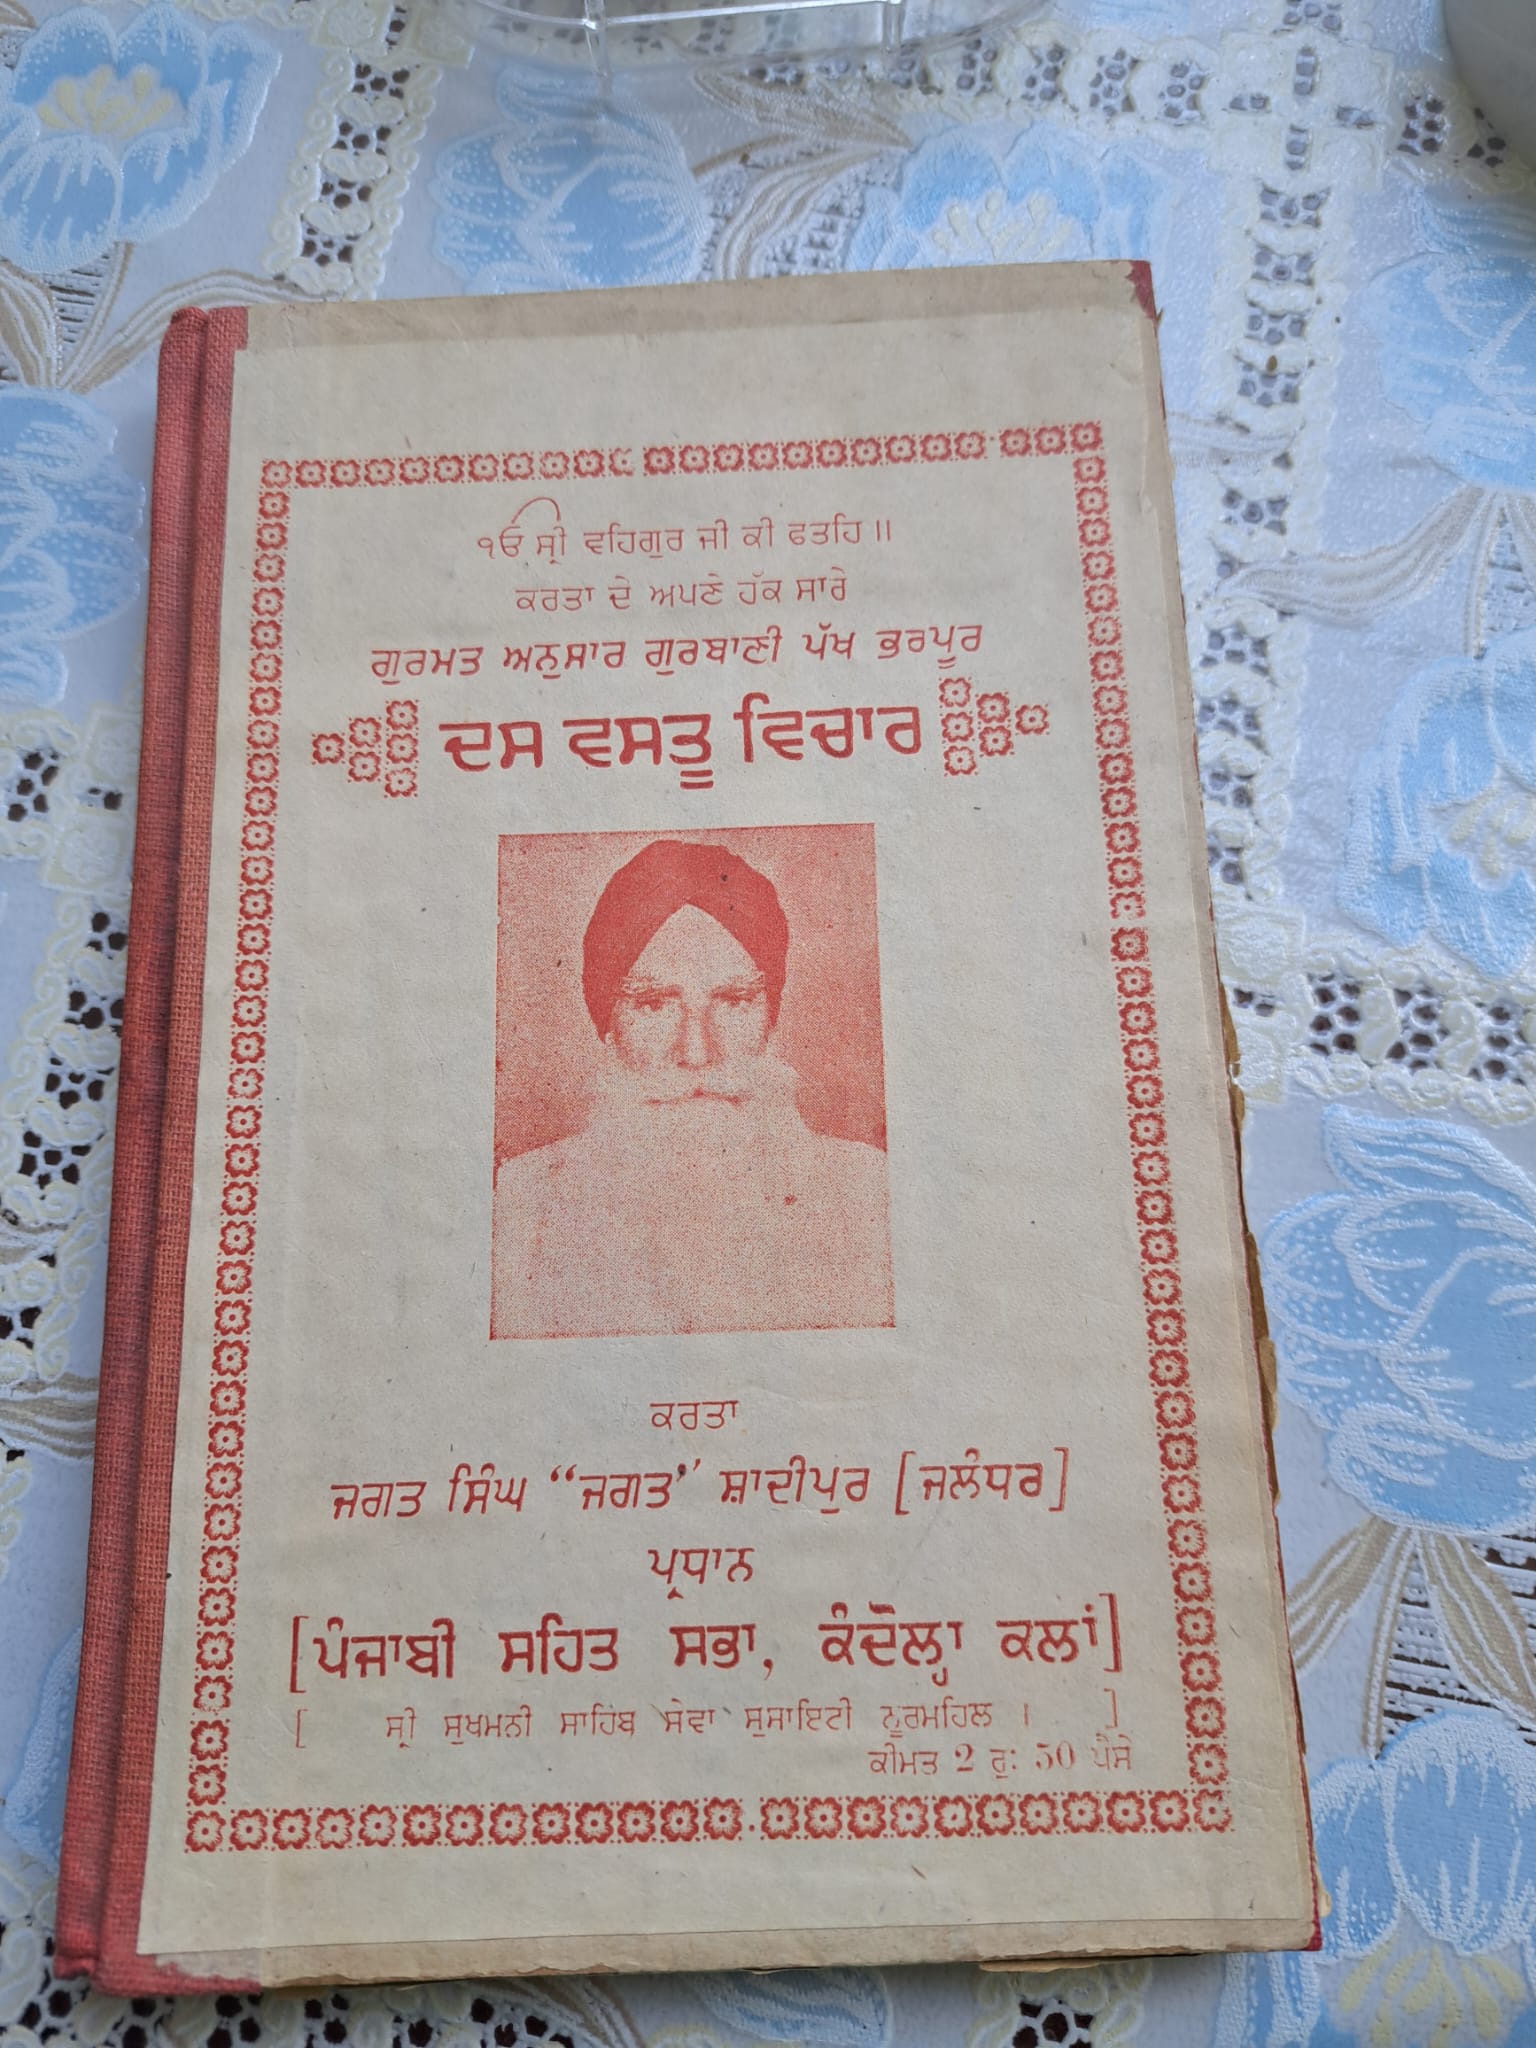 ੴ ਸ੍ਰੀ ਵਹਿਗੁਰ ਜੀ ਕੀ ਫਤਹਿ ॥
ਕਰਤਾ ਦੇ ਅਪਣੇ ਹੱਕ ਸਾਰੇ
ਗੁਰਮਤ ਅਨੁਸਾਰ ਗੁਰਬਾਣੀ ਪੱਖ ਭਰਪੂਰ
ਦਸ ਵਸਤੂ ਵਿਚਾਰ
ਕਰਤਾ
ਜਗਤ ਸਿੰਘ “ਜਗਤ” ਸ਼ਾਦੀਪੁਰ [ਜਲੰਧਰ]
ਪ੍ਰਧਾਨ
[ਪੰਜਾਬੀ ਸਹਿਤ ਸਭਾ, ਕੰਦੋਲ੍ਹਾ ਕਲਾਂ]
[ ਸ੍ਰੀ ਸੁਖਮਨੀ ਸਾਹਿਬ ਸੇਵਾ ਸੁਸਾਇਟੀ ਨੂਰਮਹਿਲ । ]
ਕੀਮਤ 2 ਰੁ: 50 ਪੈਸੇ